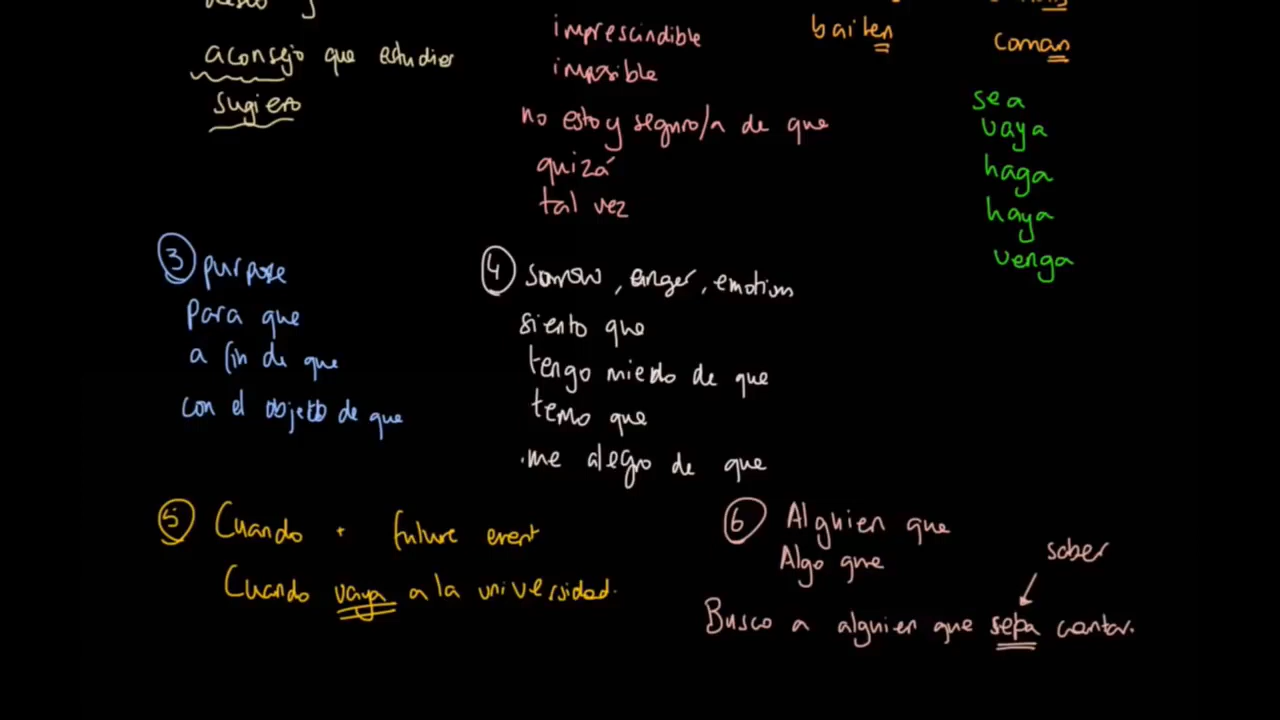 aconsejo que estudies
sugiero
imprescindible
imposible
no estoy seguro/a de que
quizá
tal vez
bailen
coman
sea
vaya
haga
haya
venga
3 purpose
para que
a fin de que
con el objeto de que
4 sorrow, anger, emotion
siento que
tengo miedo de que
temo que
me alegro de que
5 Cuando + future event
Cuando vaya a la universidad.
6 Alguien que
Algo que
saber
Busco a alguien que sepa cantar.